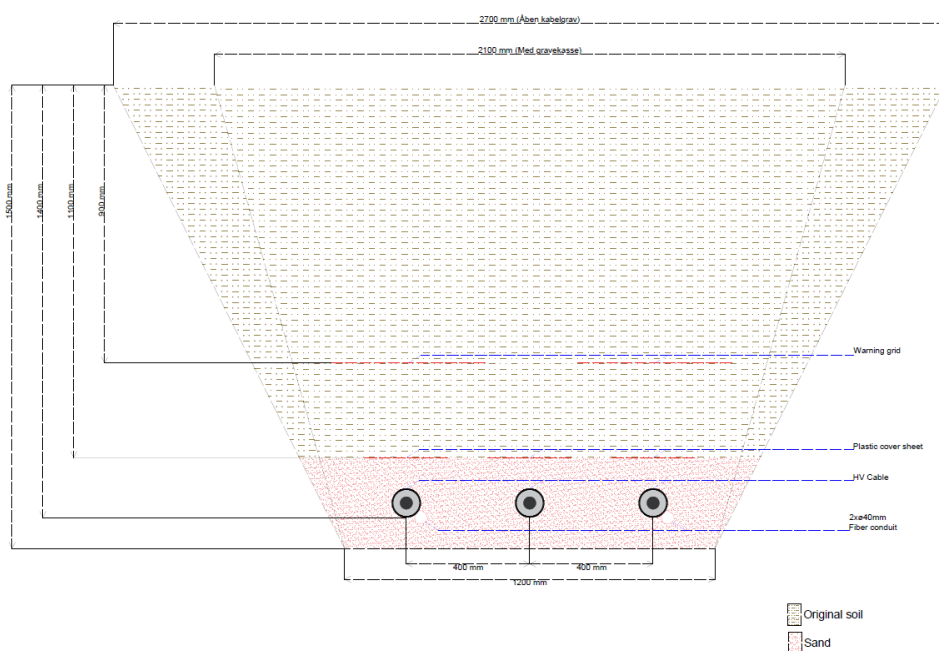 2700 mm (Åben kabelgrav)
2100 mm (Med gravekasse)
1500 mm
1400 mm
1100 mm
900 mm
Warning grid
Plastic cover sheet
HV Cable
2xø40mm
Fiber conduit
400 mm
400 mm
1200 mm
Original soil
Sand